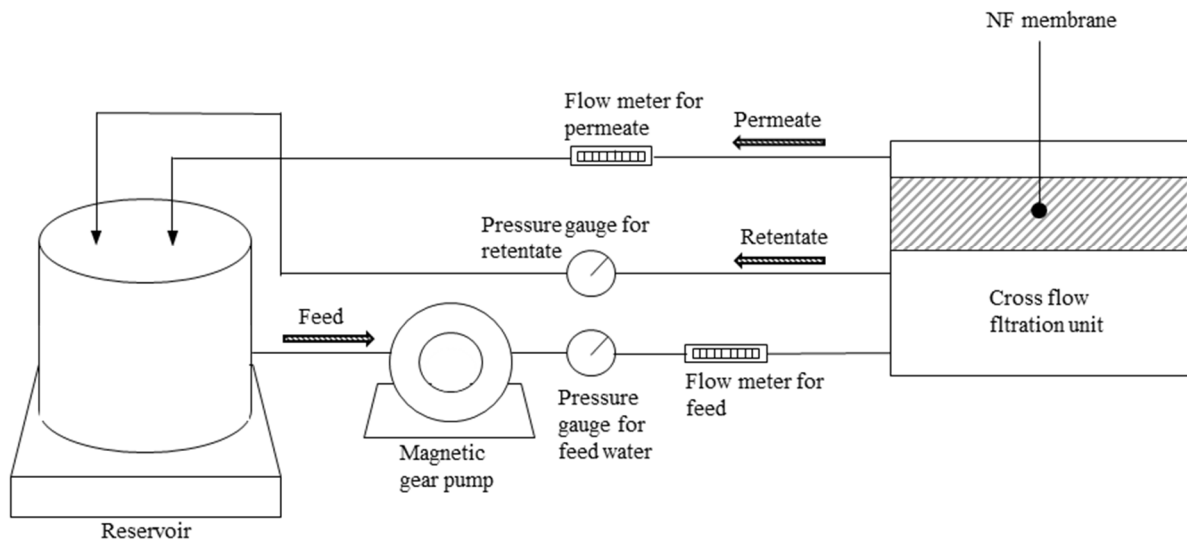 NF membrane
Flow meter for
permeate
Permeate
Pressure gauge for
retentate
Retentate
Cross flow
fltration unit
Feed
Flow meter for
feed
Pressure
gauge for
feed water
Magnetic
gear pump
Reservoir